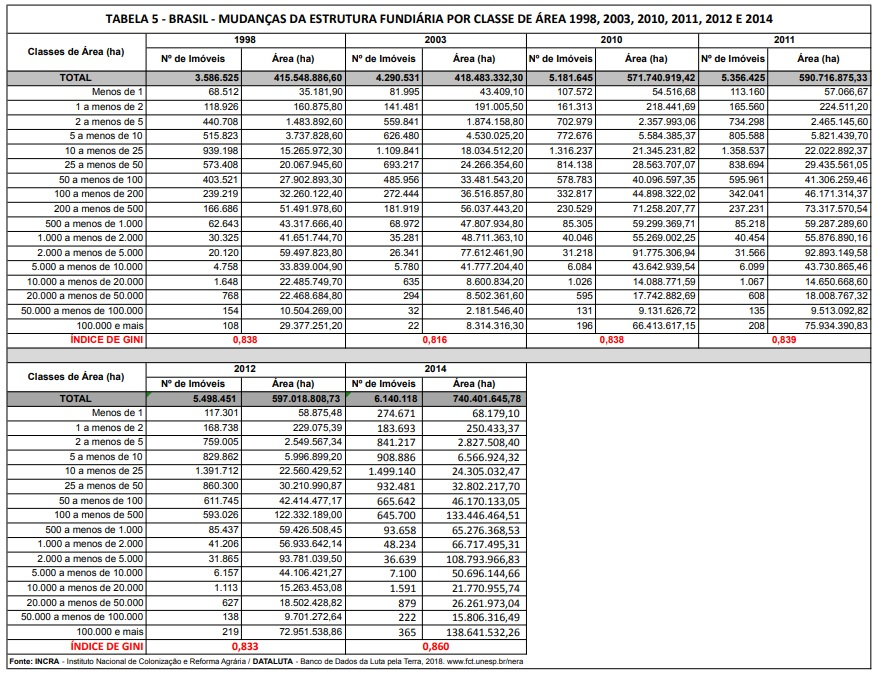 TABELA 5 - BRASIL - MUDANÇAS DA ESTRUTURA FUNDIÁRIA POR CLASSE DE ÁREA 1998, 2003, 2010, 2011, 2012 E 2014
Classes de Área (ha) 1998 2003 2010 2011
Nº de Imóveis Área (ha) Nº de Imóveis Área (ha) Nº de Imóveis Área (ha) Nº de Imóveis Área (ha)
TOTAL 3.586.525 415.548.886,60 4.290.531 418.483.332,30 5.181.645 571.740.919,42 5.356.425 590.716.875,33
Menos de 1 68.512 35.181,90 81.995 43.409,10 107.572 54.516,68 113.160 57.066,67
1 a menos de 2 118.926 160.875,80 141.481 191.005,50 161.313 218.441,69 165.560 224.511,20
2 a menos de 5 440.708 1.483.892,60 559.841 1.874.158,80 702.979 2.357.993,06 734.298 2.465.145,60
5 a menos de 10 515.823 3.737.828,60 626.480 4.530.025,20 772.676 5.584.385,37 805.588 5.821.439,70
10 a menos de 25 939.198 15.265.972,30 1.109.841 18.034.512,20 1.316.237 21.345.231,82 1.358.537 22.022.892,37
25 a menos de 50 573.408 20.067.945,60 693.217 24.266.354,60 814.138 28.563.707,07 838.694 29.435.561,05
50 a menos de 100 403.521 27.902.893,30 485.956 33.481.543,20 578.783 40.096.597,35 595.961 41.306.259,46
100 a menos de 200 239.219 32.260.122,40 272.444 36.516.857,80 332.817 44.898.322,02 342.041 46.171.314,37
200 a menos de 500 166.686 51.491.978,60 181.919 56.037.443,20 230.529 71.258.207,77 237.231 73.317.570,54
500 a menos de 1.000 62.643 43.317.666,40 68.972 47.807.934,80 85.305 59.299.369,71 85.218 59.287.289,60
1.000 a menos de 2.000 30.325 41.651.744,70 35.281 48.711.363,10 40.046 55.269.002,25 40.454 55.876.890,16
2.000 a menos de 5.000 20.120 59.497.823,80 26.341 77.612.461,90 31.218 91.775.306,94 31.566 92.893.149,58
5.000 a menos de 10.000 4.758 33.839.004,90 5.780 41.777.204,40 6.084 43.642.939,54 6.099 43.730.865,46
10.000 a menos de 20.000 1.648 22.485.749,70 635 8.600.834,20 1.026 14.088.771,59 1.067 14.650.668,60
20.000 a menos de 50.000 768 22.468.684,80 294 8.502.361,60 595 17.742.882,69 608 18.008.767,32
50.000 a menos de 100.000 154 10.504.269,00 32 2.181.546,40 131 9.131.626,72 135 9.513.092,82
100.000 e mais 108 29.377.251,20 22 8.314.316,30 196 66.413.617,15 208 75.934.390,83
ÍNDICE DE GINI 0,838 0,816 0,838 0,839
Classes de Área (ha) 2012 2014
Nº de Imóveis Área (ha) Nº de Imóveis Área (ha)
TOTAL 5.498.451 597.018.808,73 6.140.118 740.401.645,78
Menos de 1 117.301 58.875,48 274.671 68.179,10
1 a menos de 2 168.738 229.075,39 183.693 250.433,37
2 a menos de 5 759.005 2.549.567,34 841.217 2.827.508,40
5 a menos de 10 829.862 5.996.899,20 908.886 6.566.924,32
10 a menos de 25 1.391.712 22.560.429,52 1.499.140 24.305.032,47
25 a menos de 50 860.300 30.210.990,87 932.481 32.802.217,70
50 a menos de 100 611.745 42.414.477,17 665.642 46.170.133,05
100 a menos de 500 593.026 122.332.189,00 645.700 133.446.464,51
500 a menos de 1.000 85.437 59.426.508,45 93.658 65.276.368,53
1.000 a menos de 2.000 41.206 56.933.642,14 48.234 66.717.495,31
2.000 a menos de 5.000 31.865 93.781.039,50 36.639 108.793.966,83
5.000 a menos de 10.000 6.157 44.106.421,27 7.100 50.696.144,66
10.000 a menos de 20.000 1.113 15.263.453,08 1.591 21.770.955,74
20.000 a menos de 50.000 627 18.502.428,82 879 26.261.973,04
50.000 a menos de 100.000 138 9.701.272,64 222 15.806.316,49
100.000 e mais 219 72.951.538,86 365 138.641.532,26
ÍNDICE DE GINI 0,833 0,860
Fonte: INCRA - Instituto Nacional de Colonização e Reforma Agrária / DATALUTA - Banco de Dados da Luta pela Terra, 2018. www.fct.unesp.br/nera